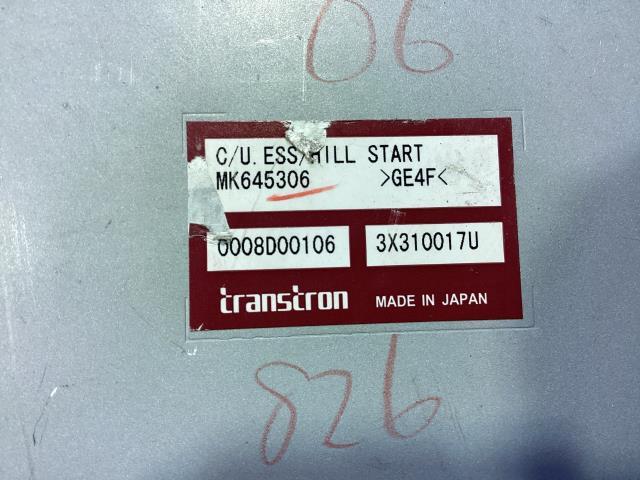 06
C/U. ESS/HILL START
MK645306 >GE4F<
0008D00106 3X310017U
transtron MADE IN JAPAN
826